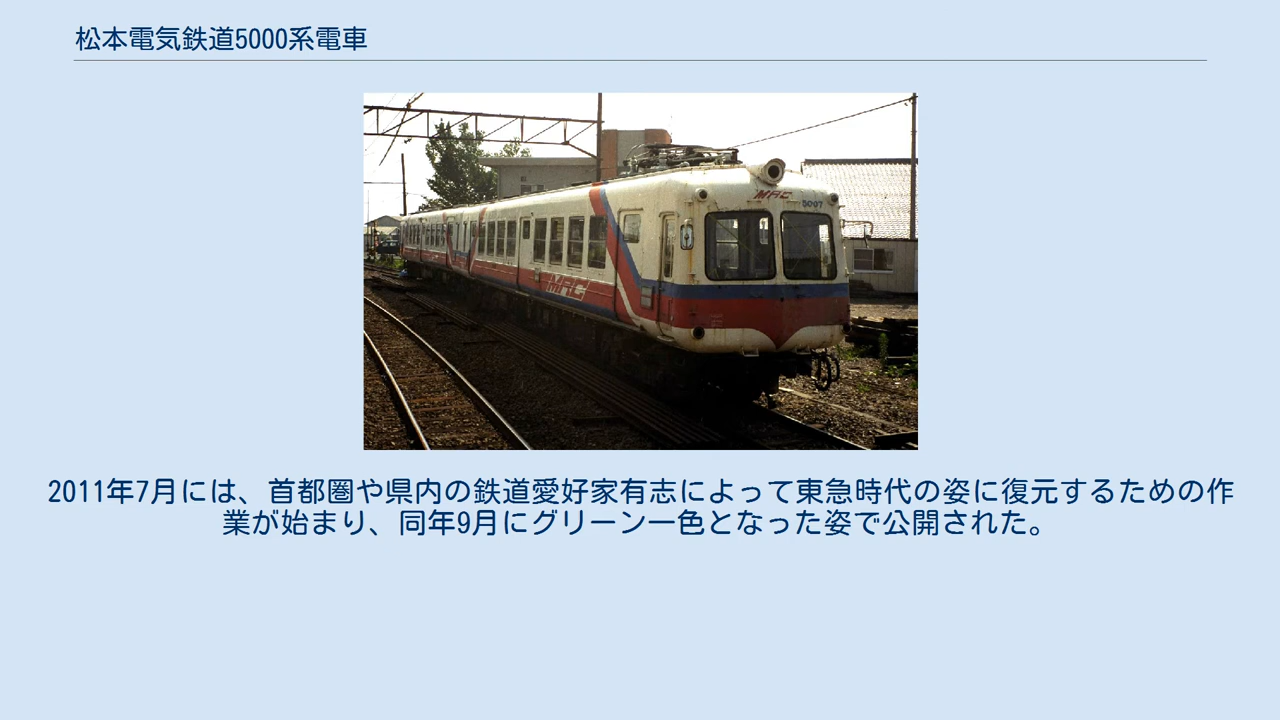 松本電気鉄道5000系電車
MRC
5007
MRC
2011年7月には、首都圏や県内の鉄道愛好家有志によって東急時代の姿に復元するための作
業が始まり、同年9月にグリーン一色となった姿で公開された。